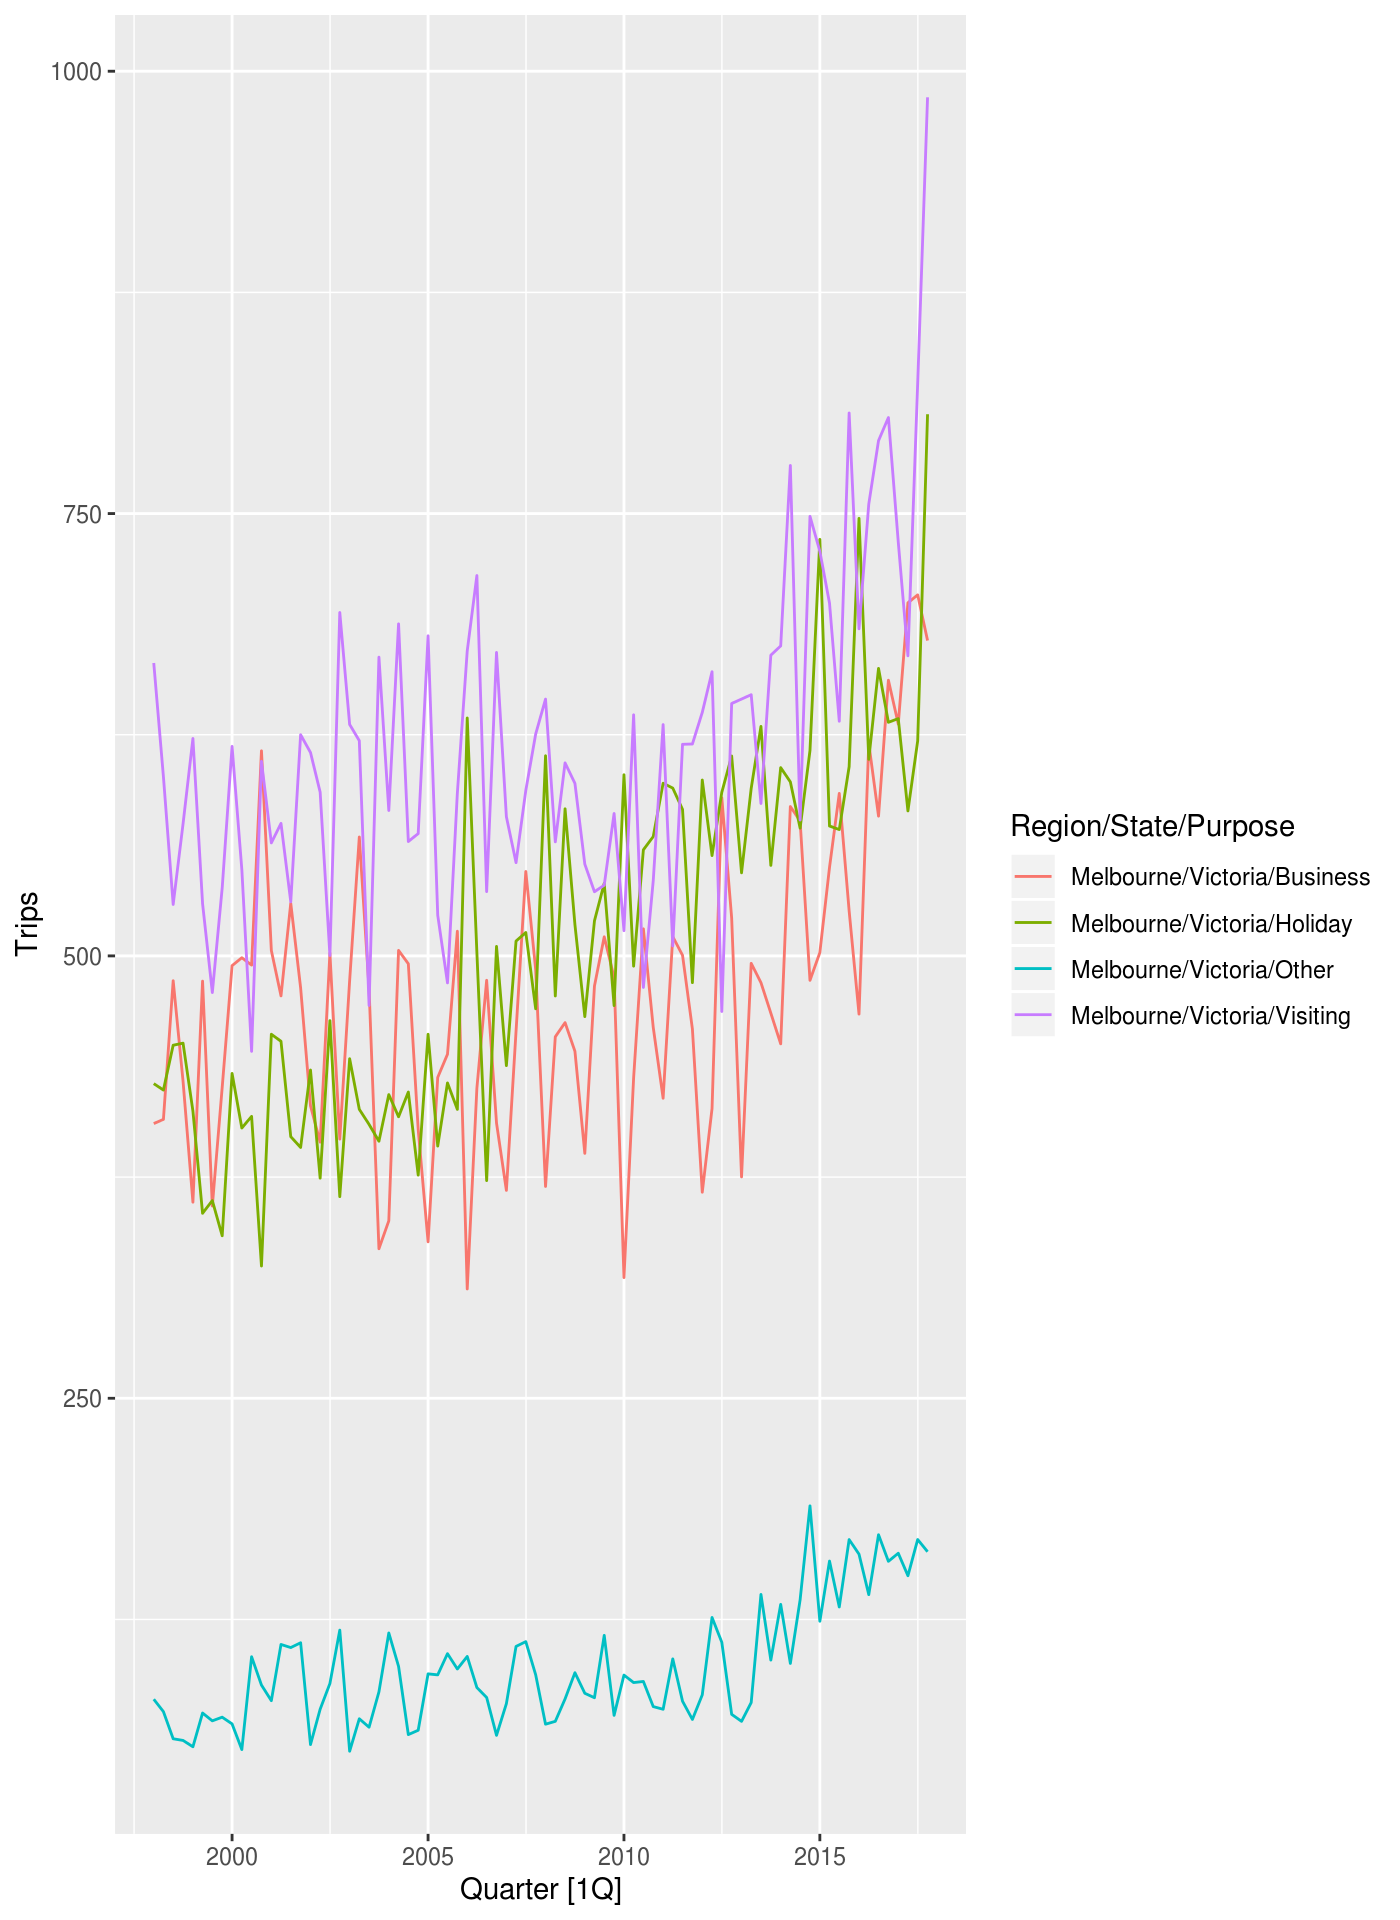 1000
750
500
250
Trips
2000
2005
2010
2015
Quarter [1Q]
Region/State/Purpose
Melbourne/Victoria/Business
Melbourne/Victoria/Holiday
Melbourne/Victoria/Other
Melbourne/Victoria/Visiting